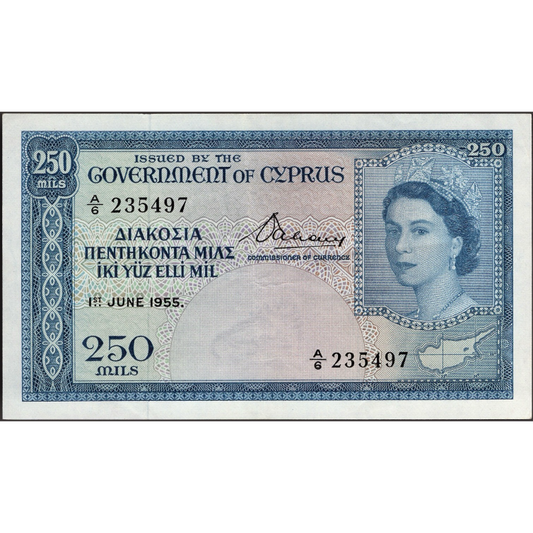 250
MILS
ISSUED BY THE
GOVERNMENT OF CYPRUS
250
A/6 235497
ΔΙΑΚΟΣΙΑ
ΠΕΝΤΗΚΟΝΤΑ ΜΙΛΣ
İKİ YÜZ ELLİ MİL
COMMISSIONER OF CURRENCY
1ST JUNE 1955.
250
MILS
A/6 235497